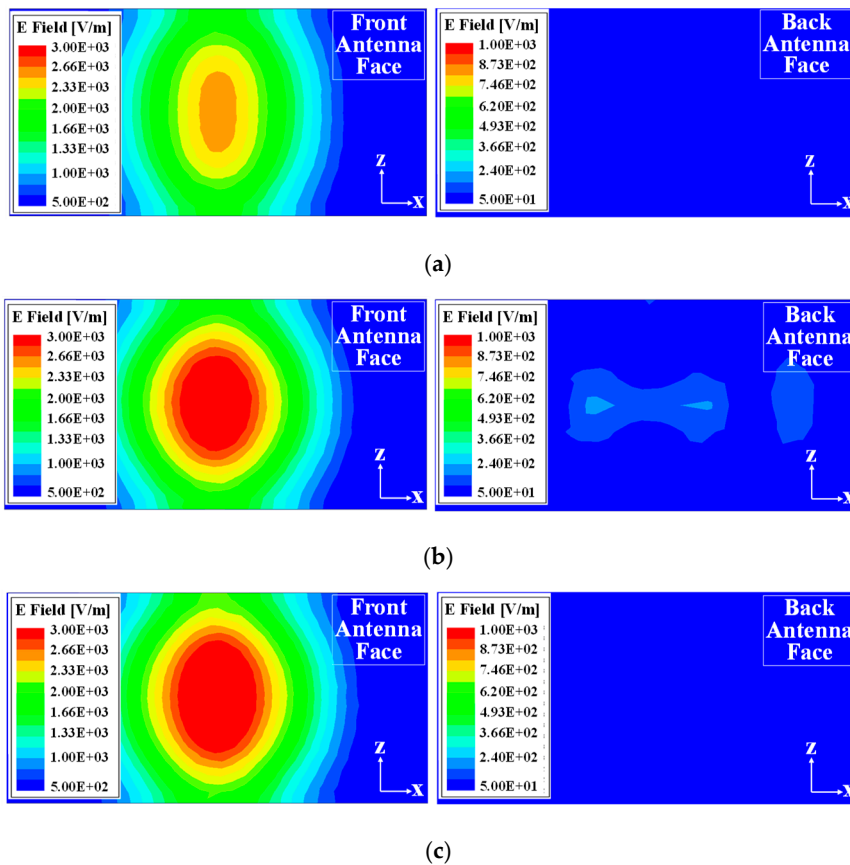 E Field [V/m]
3.00E+03
2.66E+03
2.33E+03
2.00E+03
1.66E+03
1.33E+03
1.00E+03
5.00E+02
Front
Antenna
Face
Z
X
E Field [V/m]
1.00E+03
8.73E+02
7.46E+02
6.20E+02
4.93E+02
3.66E+02
2.40E+02
5.00E+01
Back
Antenna
Face
Z
X
(a)
E Field [V/m]
3.00E+03
2.66E+03
2.33E+03
2.00E+03
1.66E+03
1.33E+03
1.00E+03
5.00E+02
Front
Antenna
Face
Z
X
E Field [V/m]
1.00E+03
8.73E+02
7.46E+02
6.20E+02
4.93E+02
3.66E+02
2.40E+02
5.00E+01
Back
Antenna
Face
Z
X
(b)
E Field [V/m]
3.00E+03
2.66E+03
2.33E+03
2.00E+03
1.66E+03
1.33E+03
1.00E+03
5.00E+02
Front
Antenna
Face
Z
X
E Field [V/m]
1.00E+03
8.73E+02
7.46E+02
6.20E+02
4.93E+02
3.66E+02
2.40E+02
5.00E+01
Back
Antenna
Face
Z
X
(c)